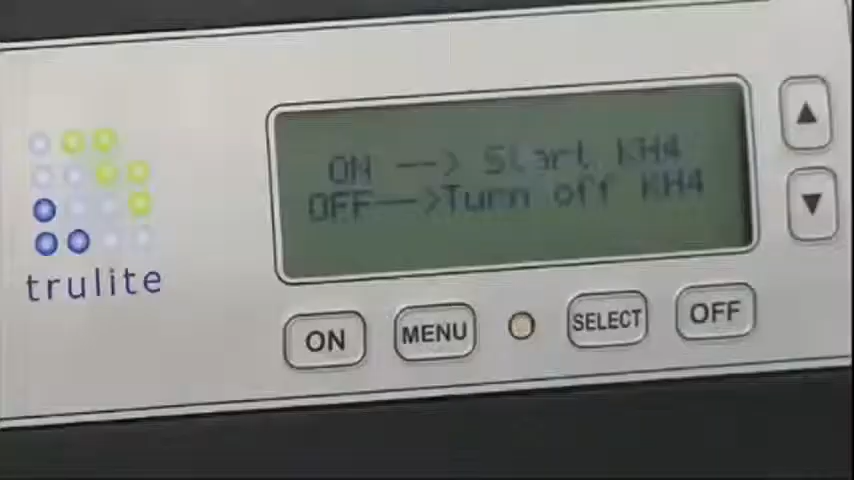 ON --> Start KH4
OFF-->Turn off KH4
trulite
ON
MENU
SELECT
OFF